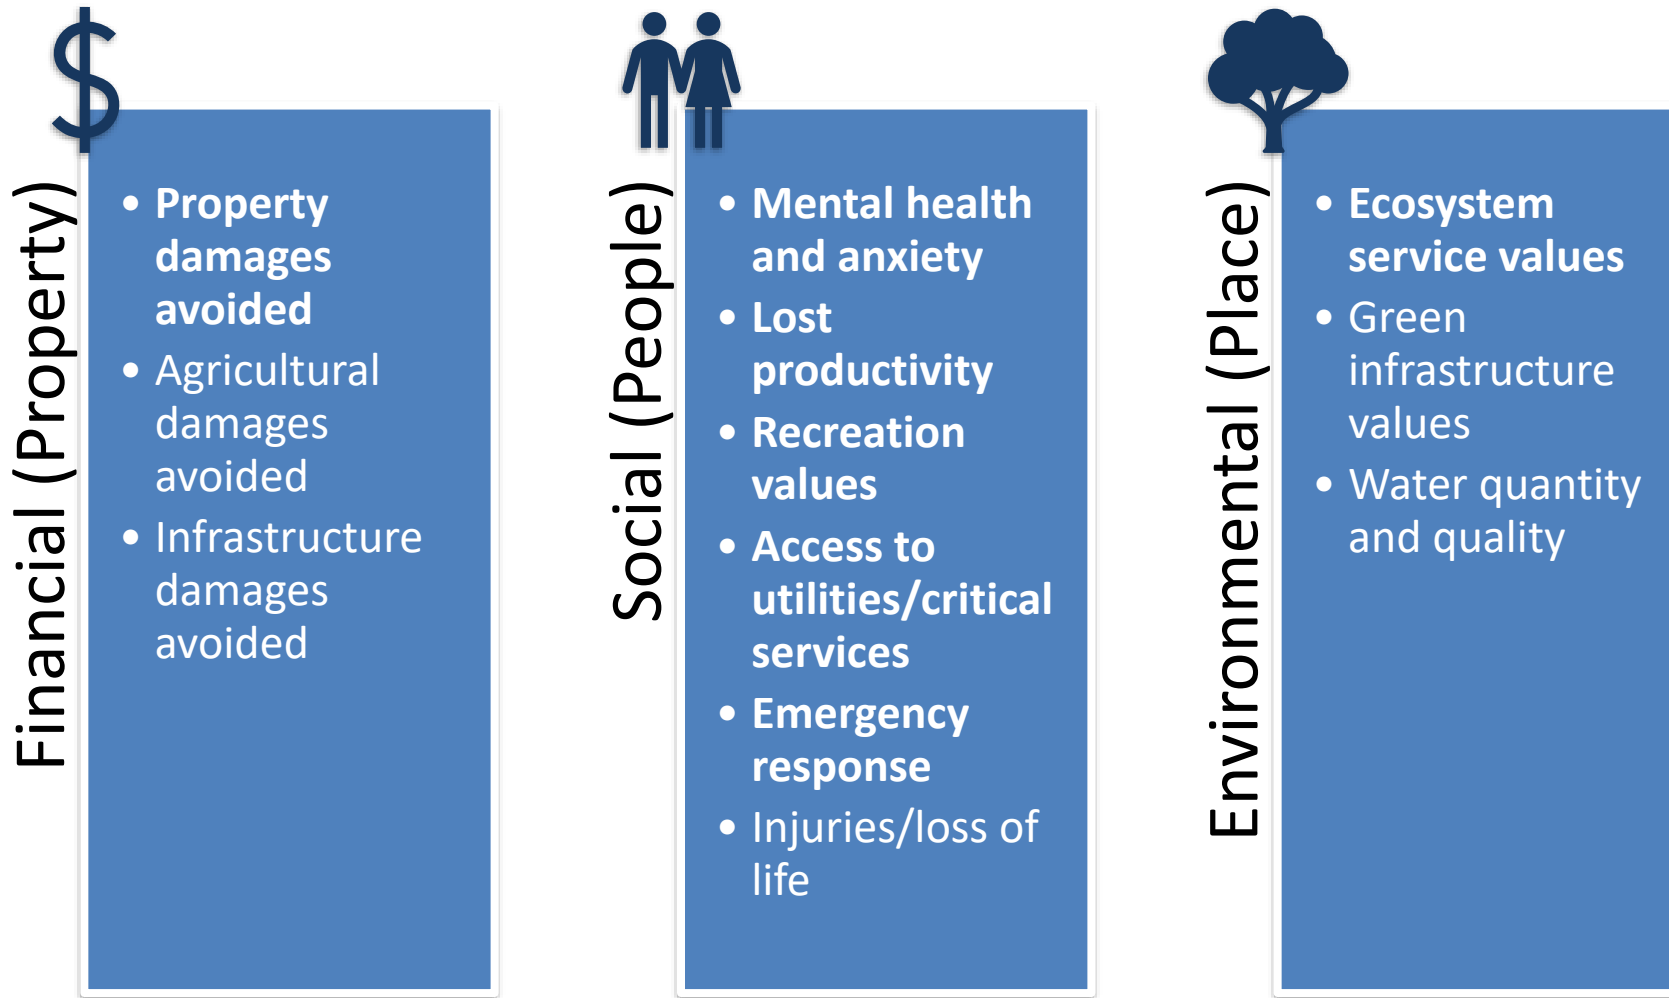 Financial (Property)
• Property
damages
avoided
• Agricultural
damages
avoided
• Infrastructure
damages
avoided
Social (People)
• Mental health
and anxiety
• Lost
productivity
• Recreation
values
• Access to
utilities/critical
services
• Emergency
response
• Injuries/loss of
life
Environmental (Place)
• Ecosystem
service values
• Green
infrastructure
values
• Water quantity
and quality